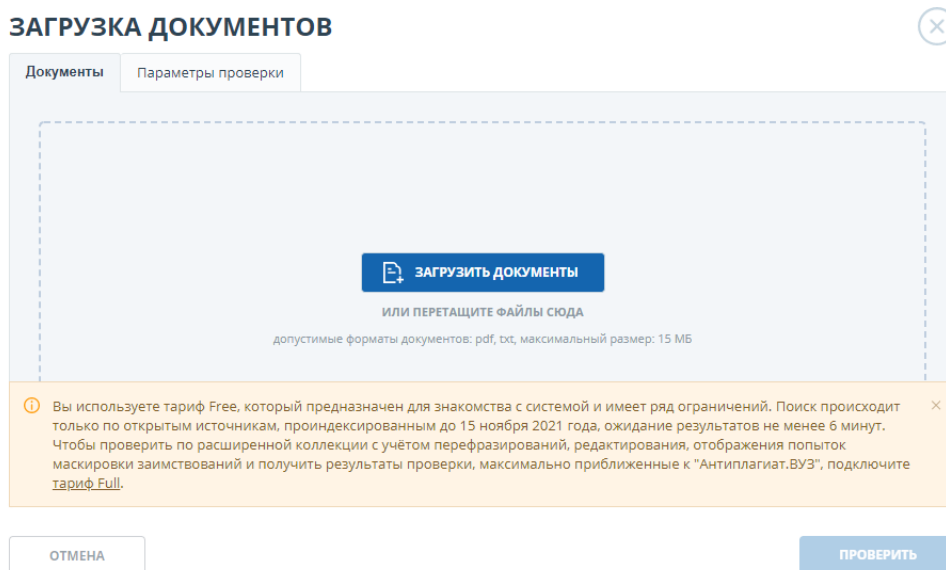 ЗАГРУЗКА ДОКУМЕНТОВ
Документы
Параметры проверки
ЗАГРУЗИТЬ ДОКУМЕНТЫ
ИЛИ ПЕРЕТАЩИТЕ ФАЙЛЫ СЮДА
допустимые форматы документов: pdf, txt, максимальный размер: 15 МБ
Вы используете тариф Free, который предназначен для знакомства с системой и имеет ряд ограничений. Поиск происходит
только по открытым источникам, проиндексированным до 15 ноября 2021 года, ожидание результатов не менее 6 минут.
Чтобы проверить по расширенной коллекции с учётом перефразирований, редактирования, отображения попыток
маскировки заимствований и получить результаты проверки, максимально приближенные к "Антиплагиат.ВУЗ", подключите
тариф Full.
ОТМЕНА
ПРОВЕРИТЬ